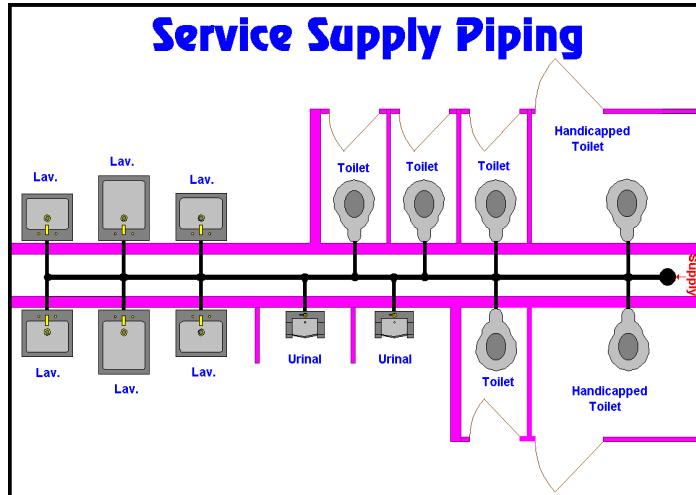 Service Supply Piping
Handicapped
Toilet
Lav.
Lav.
Lav.
Toilet
Toilet
Toilet
Supply
Lav.
Lav.
Lav.
Urinal
Urinal
Toilet
Handicapped
Toilet